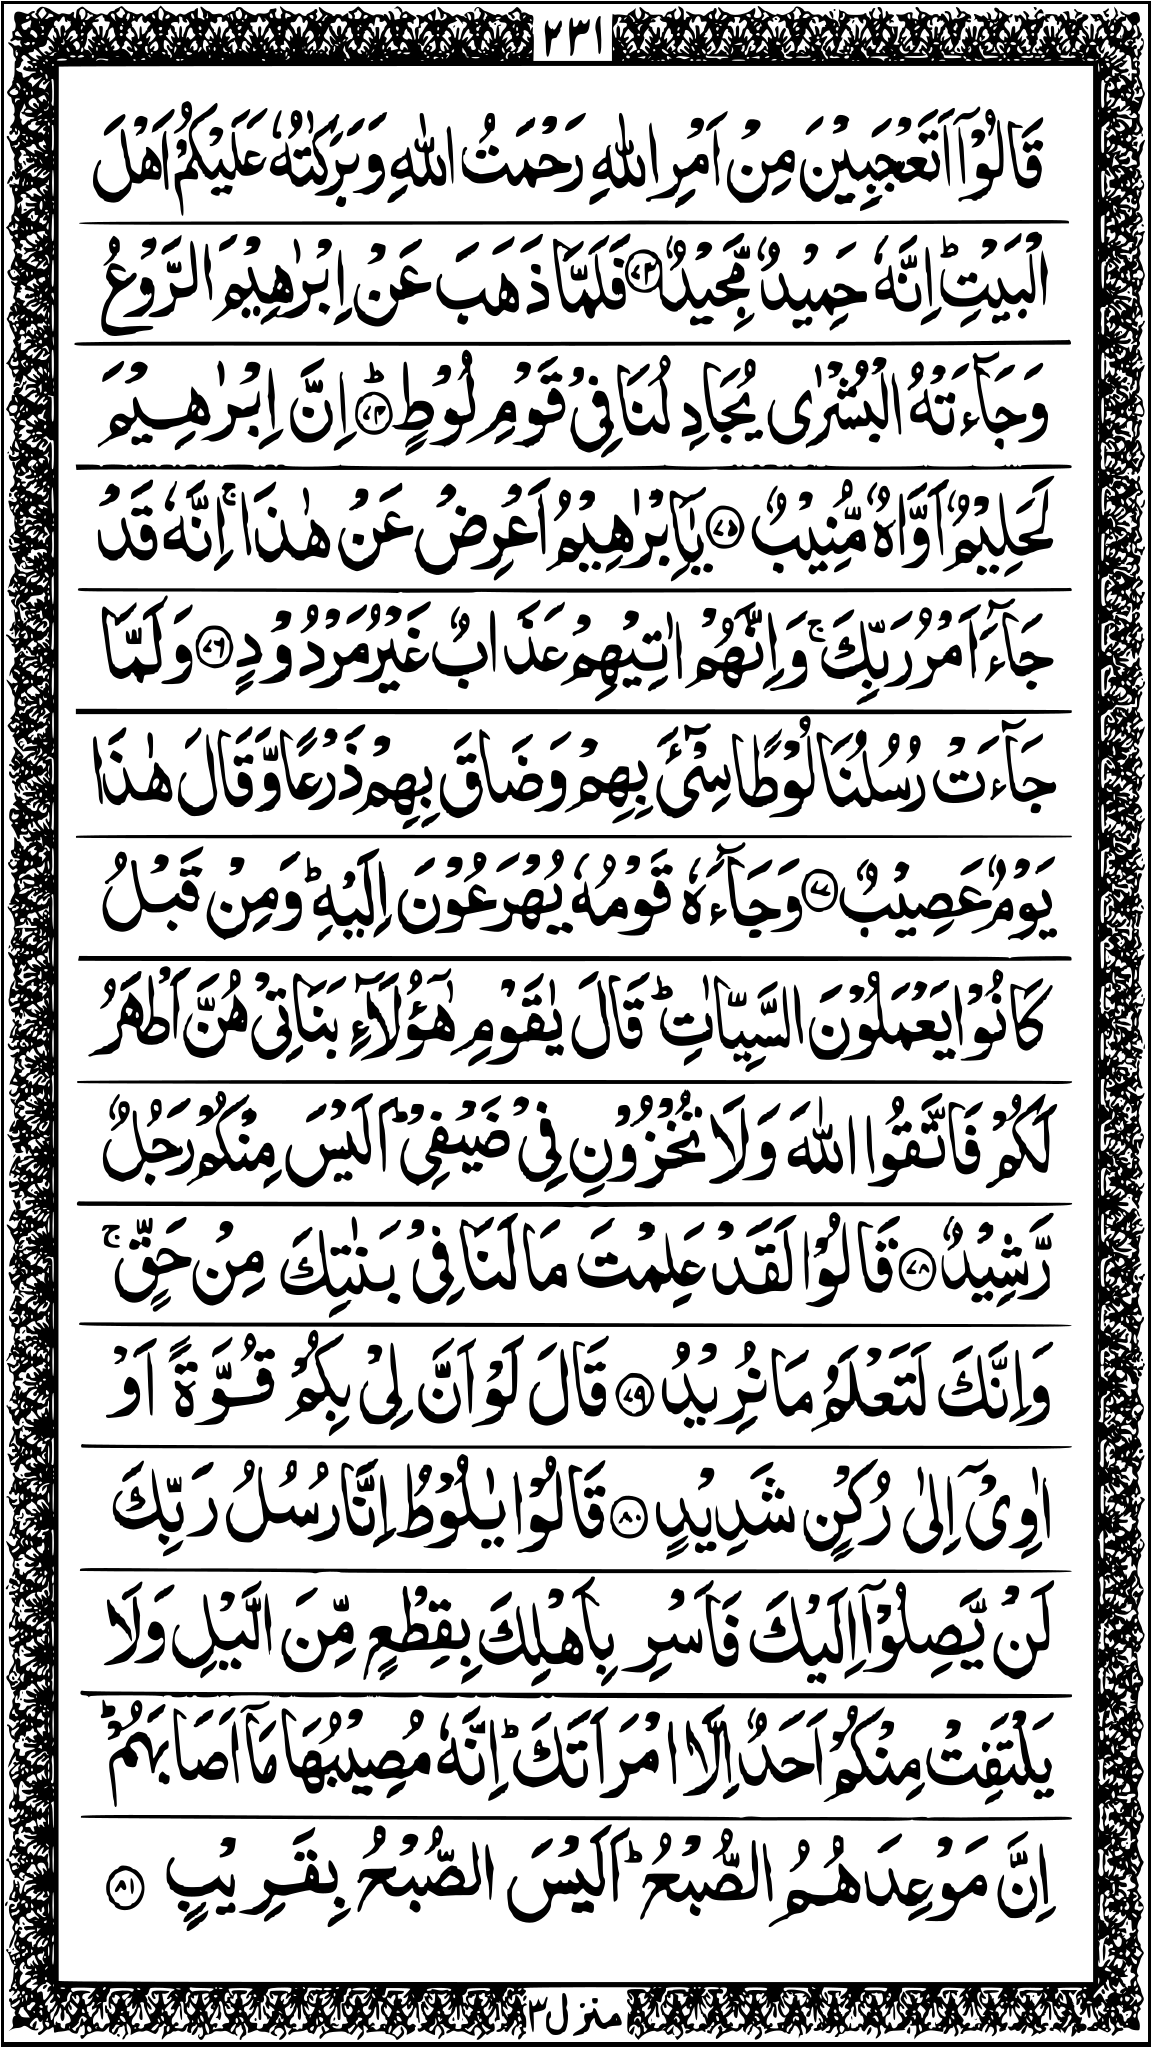 ٢٣١
قَالُوْۤا اَتَعْجَبِيْنَ مِنْ اَمْرِ اللّٰهِ رَحْمَتُ اللّٰهِ وَبَرَكٰتُهٗ عَلَيْكُمْ اَهْلَ
الْبَيْتِ ؕ اِنَّهٗ حَمِيْدٌ مَّجِيْدٌ ﴿٧٣﴾ فَلَمَّا ذَهَبَ عَنْ اِبْرٰهِيْمَ الرَّوْعُ
وَجَآءَتْهُ الْبُشْرٰى يُجَادِلُنَا فِىْ قَوْمِ لُوْطٍ ؕ ﴿٧٤﴾ اِنَّ اِبْرٰهِيْمَ
لَحَلِيْمٌ اَوَّاهٌ مُّنِيْبٌ ﴿٧٥﴾ يٰۤاِبْرٰهِيْمُ اَعْرِضْ عَنْ هٰذَا ۚ اِنَّهٗ قَدْ
جَآءَ اَمْرُ رَبِّكَ ۚ وَاِنَّهُمْ اٰتِيْهِمْ عَذَابٌ غَيْرُ مَرْدُوْدٍ ﴿٧٦﴾ وَلَمَّا
جَآءَتْ رُسُلُنَا لُوْطًا سِىْٓءَ بِهِمْ وَضَاقَ بِهِمْ ذَرْعًا وَّقَالَ هٰذَا
يَوْمٌ عَصِيْبٌ ﴿٧٧﴾ وَجَآءَهٗ قَوْمُهٗ يُهْرَعُوْنَ اِلَيْهِ ؕ وَمِنْ قَبْلُ
كَانُوْا يَعْمَلُوْنَ السَّيِّاٰتِ ؕ قَالَ يٰقَوْمِ هٰٓؤُلَآءِ بَنَاتِىْ هُنَّ اَطْهَرُ
لَكُمْ فَاتَّقُوا اللّٰهَ وَلَا تُخْزُوْنِ فِىْ ضَيْفِىْ ؕ اَلَيْسَ مِنْكُمْ رَجُلٌ
رَّشِيْدٌ ﴿٧٨﴾ قَالُوْا لَقَدْ عَلِمْتَ مَا لَنَا فِىْ بَنٰتِكَ مِنْ حَقٍّ ۚ
وَاِنَّكَ لَتَعْلَمُ مَا نُرِيْدُ ﴿٧٩﴾ قَالَ لَوْ اَنَّ لِىْ بِكُمْ قُوَّةً اَوْ
اٰوِىْۤ اِلٰى رُكْنٍ شَدِيْدٍ ﴿٨٠﴾ قَالُوْا يٰلُوْطُ اِنَّا رُسُلُ رَبِّكَ
لَنْ يَّصِلُوْۤا اِلَيْكَ فَاَسْرِ بِاَهْلِكَ بِقِطْعٍ مِّنَ الَّيْلِ وَلَا
يَلْتَفِتْ مِنْكُمْ اَحَدٌ اِلَّا امْرَاَتَكَ ؕ اِنَّهٗ مُصِيْبُهَا مَاۤ اَصَابَهُمْ ؕ
اِنَّ مَوْعِدَهُمُ الصُّبْحُ ؕ اَلَيْسَ الصُّبْحُ بِقَرِيْبٍ ﴿٨١﴾
منزل ٣